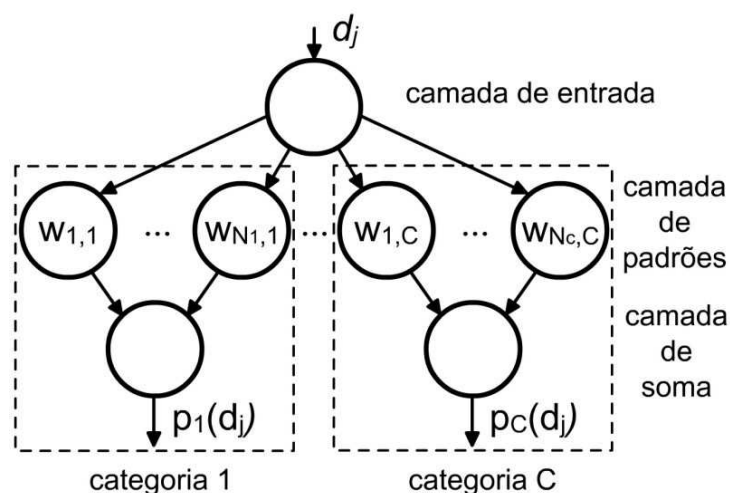 dj
camada de entrada
w1,1 ... wN1,1 ... w1,C ... wNc,C
camada
de
padrões
camada
de
soma
p1(dj)
pC(dj)
categoria 1
categoria C